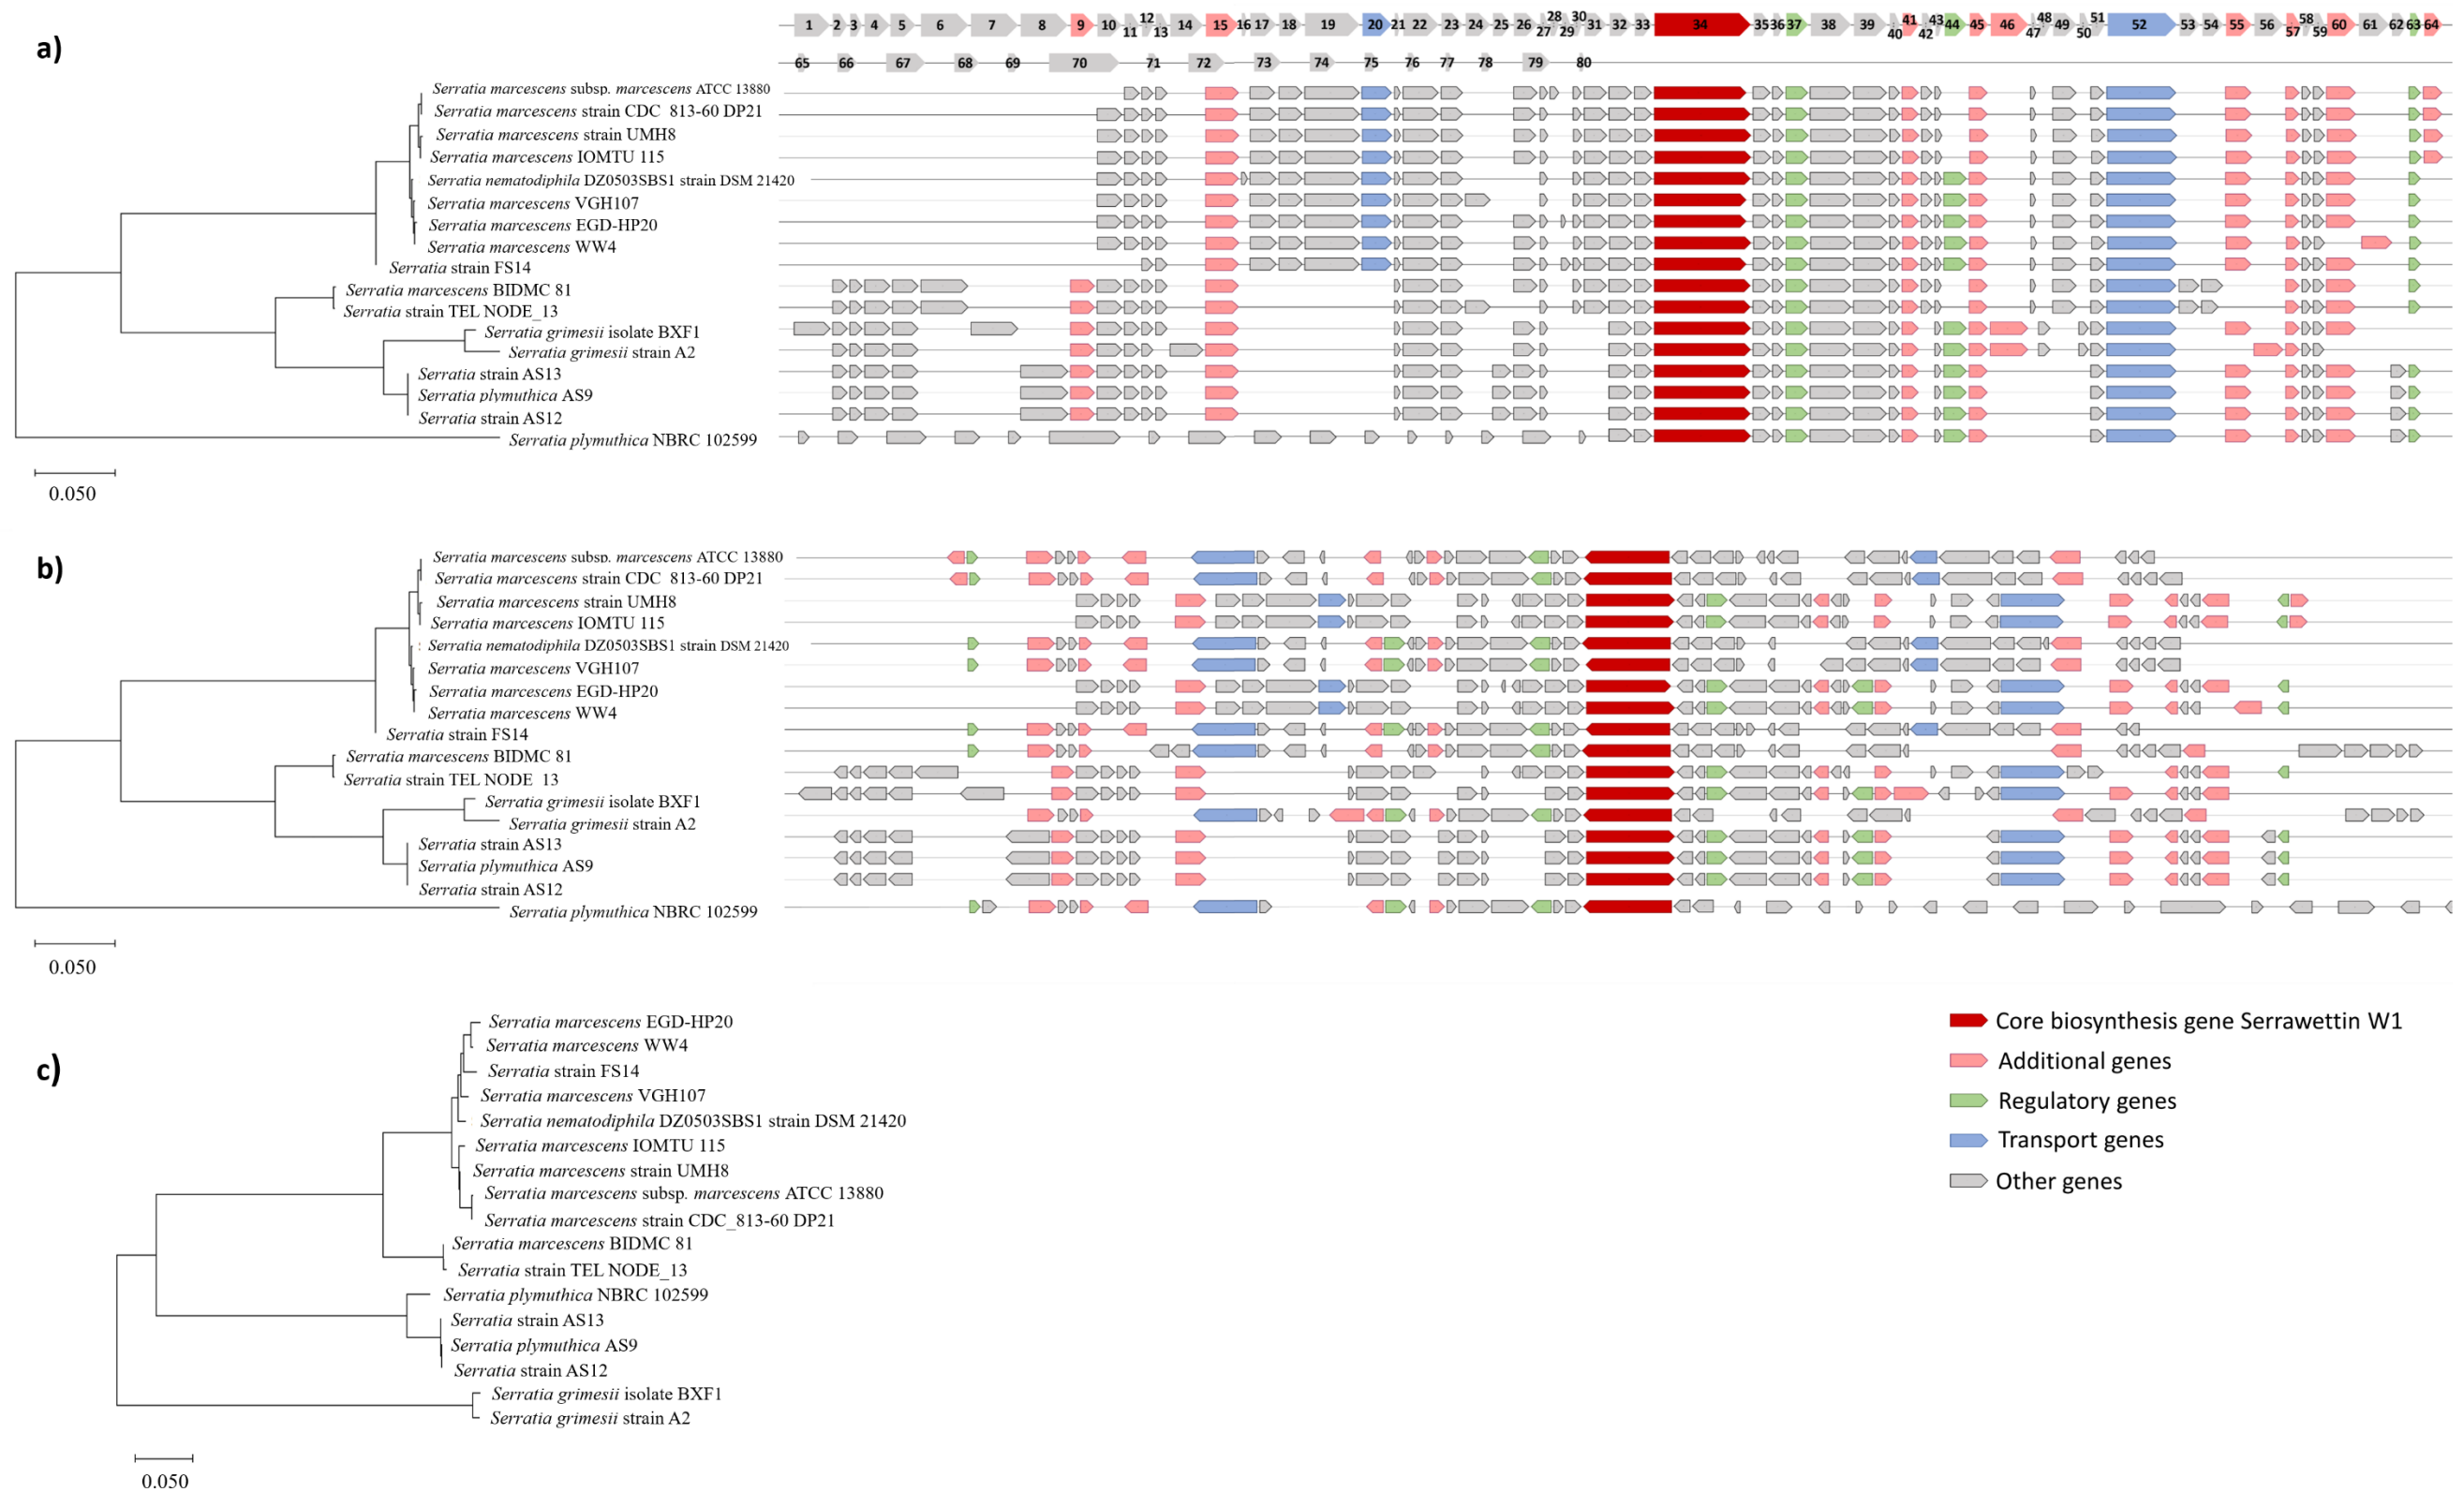 a)
1 2 3 4 5 6 7 8 9 10 11 12 13 14 15 16 17 18 19 20 21 22 23 24 25 26 27 28 29 30 31 32 33 34 35 36 37 38 39 40 41 42 43 44 45 46 47 48 49 50 51 52 53 54 55 56 57 58 59 60 61 62 63 64
65 66 67 68 69 70 71 72 73 74 75 76 77 78 79 80
Serratia marcescens subsp. marcescens ATCC 13880
Serratia marcescens strain CDC 813-60 DP21
Serratia marcescens strain UMH8
Serratia marcescens IOMTU 115
Serratia nematodiphila DZ0503SBS1 strain DSM 21420
Serratia marcescens VGH107
Serratia marcescens EGD-HP20
Serratia marcescens WW4
Serratia strain FS14
Serratia marcescens BIDMC 81
Serratia strain TEL NODE_13
Serratia grimesii isolate BXF1
Serratia grimesii strain A2
Serratia strain AS13
Serratia plymuthica AS9
Serratia strain AS12
Serratia plymuthica NBRC 102599
0.050
b)
Serratia marcescens subsp. marcescens ATCC 13880
Serratia marcescens strain CDC 813-60 DP21
Serratia marcescens strain UMH8
Serratia marcescens IOMTU 115
Serratia nematodiphila DZ0503SBS1 strain DSM 21420
Serratia marcescens VGH107
Serratia marcescens EGD-HP20
Serratia marcescens WW4
Serratia strain FS14
Serratia marcescens BIDMC 81
Serratia strain TEL NODE 13
Serratia grimesii isolate BXF1
Serratia grimesii strain A2
Serratia strain AS13
Serratia plymuthica AS9
Serratia strain AS12
Serratia plymuthica NBRC 102599
0.050
c)
Serratia marcescens EGD-HP20
Serratia marcescens WW4
Serratia strain FS14
Serratia marcescens VGH107
Serratia nematodiphila DZ0503SBS1 strain DSM 21420
Serratia marcescens IOMTU 115
Serratia marcescens strain UMH8
Serratia marcescens subsp. marcescens ATCC 13880
Serratia marcescens strain CDC_813-60 DP21
Serratia marcescens BIDMC 81
Serratia strain TEL NODE_13
Serratia plymuthica NBRC 102599
Serratia strain AS13
Serratia plymuthica AS9
Serratia strain AS12
Serratia grimesii isolate BXF1
Serratia grimesii strain A2
0.050
Core biosynthesis gene Serrawettin W1
Additional genes
Regulatory genes
Transport genes
Other genes